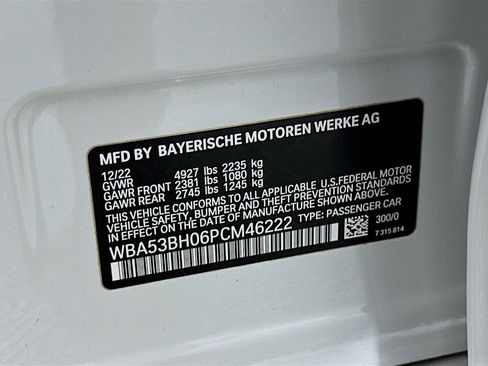 MFD BY BAYERISCHE MOTOREN WERKE AG
12/22
GVWR 4927 lbs 2235 kg
GAWR FRONT 2381 lbs 1080 kg
GAWR REAR 2745 lbs 1245 kg
THIS VEHICLE CONFORMS TO ALL APPLICABLE U.S.FEDERAL MOTOR
VEHICLE SAFETY, BUMPER AND THEFT PREVENTION STANDARDS
IN EFFECT ON THE DATE OF MANUFACTURE SHOWN ABOVE.
WBA53BH06PCM46222 TYPE: PASSENGER CAR
300/0
7 315 814